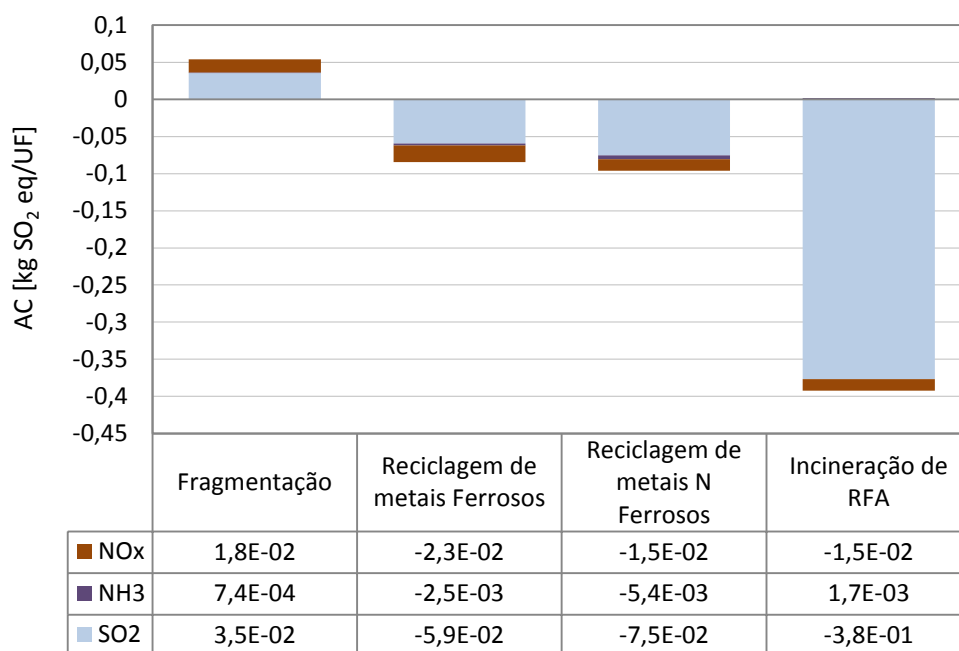 0,1
0,05
0
-0,05
-0,1
-0,15
-0,2
-0,25
-0,3
-0,35
-0,4
-0,45
AC [kg SO₂ eq/UF]
Fragmentação
Reciclagem de
metais Ferrosos
Reciclagem de
metais N
Ferrosos
Incineração de
RFA
NOx 1,8E-02 -2,3E-02 -1,5E-02 -1,5E-02
NH3 7,4E-04 -2,5E-03 -5,4E-03 1,7E-03
SO2 3,5E-02 -5,9E-02 -7,5E-02 -3,8E-01